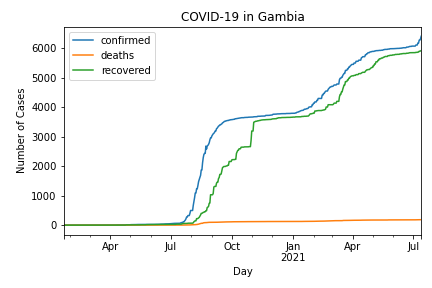 COVID-19 in Gambia
confirmed
deaths
recovered
Number of Cases
6000
5000
4000
3000
2000
1000
0
Apr
Jul
Oct
Jan
2021
Apr
Jul
Day